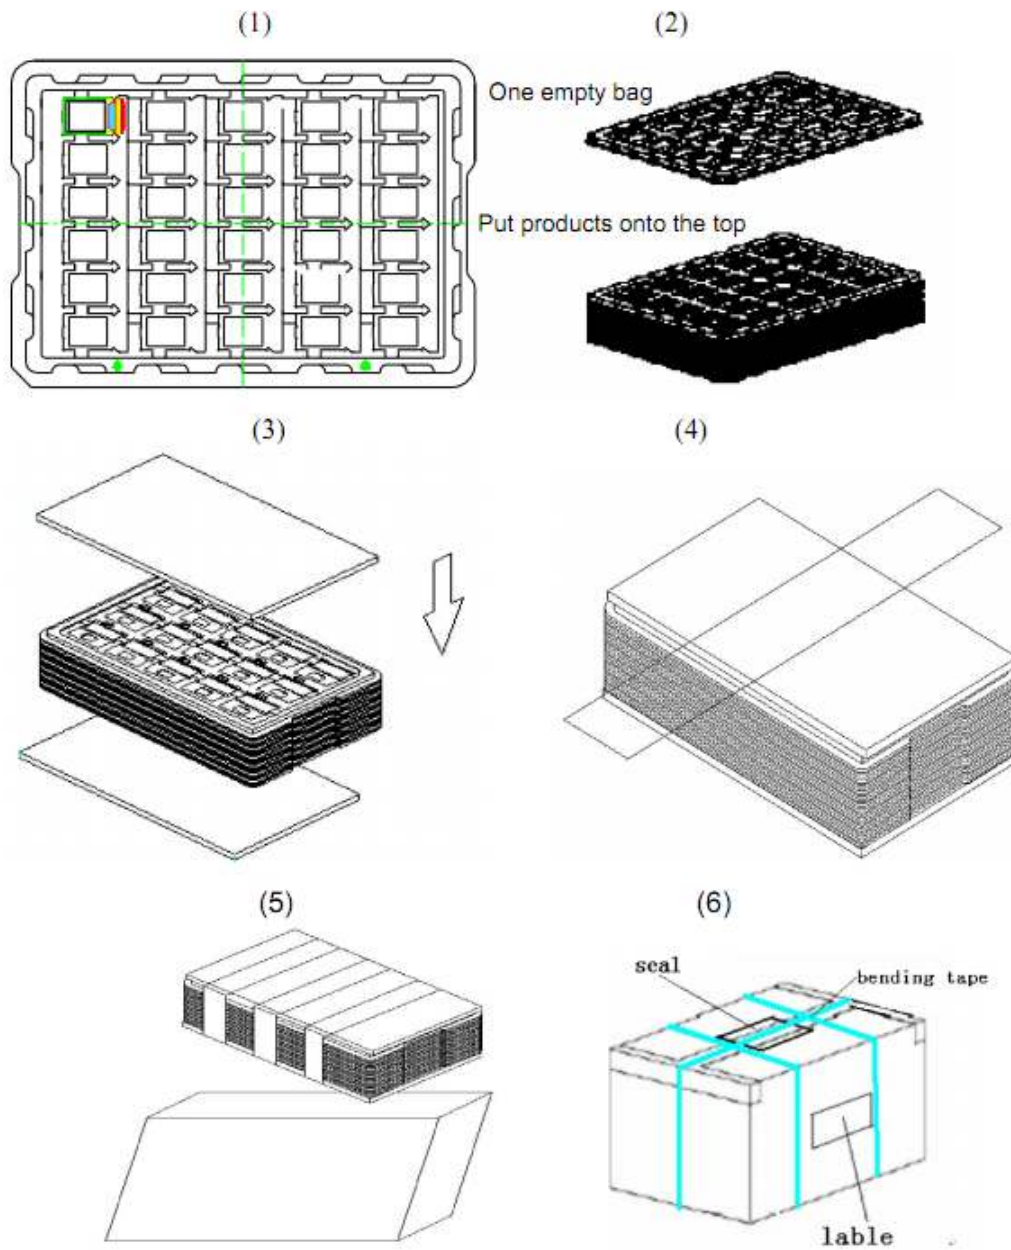 (1)
(2)
One empty bag
Put products onto the top
(3)
(4)
(5)
(6)
seal
bending tape
lable